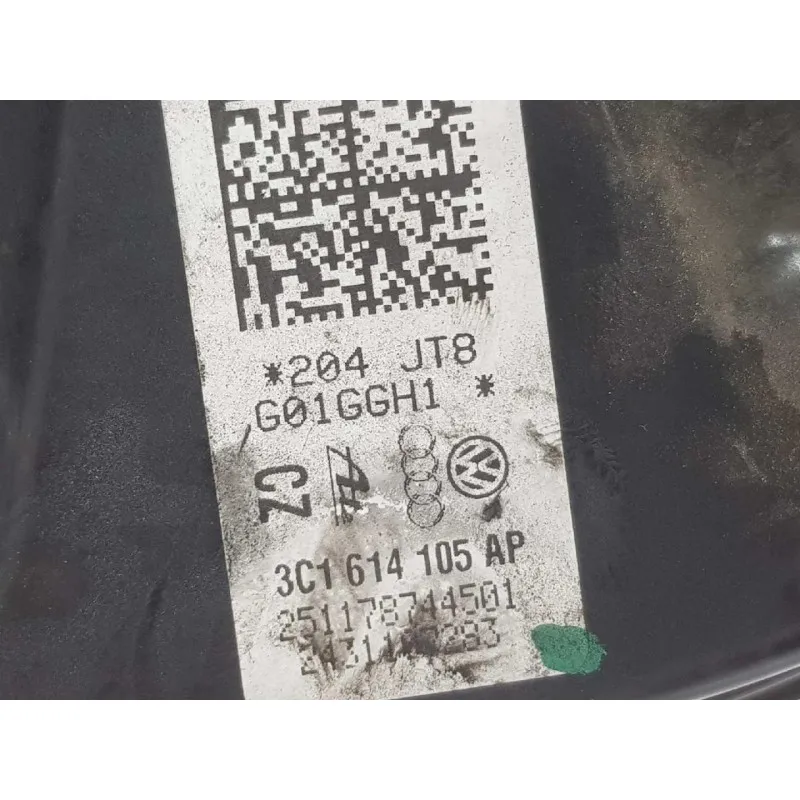 *204 JT8
G01GGH1 *
CZ
3C1 614 105 AP
251178744501